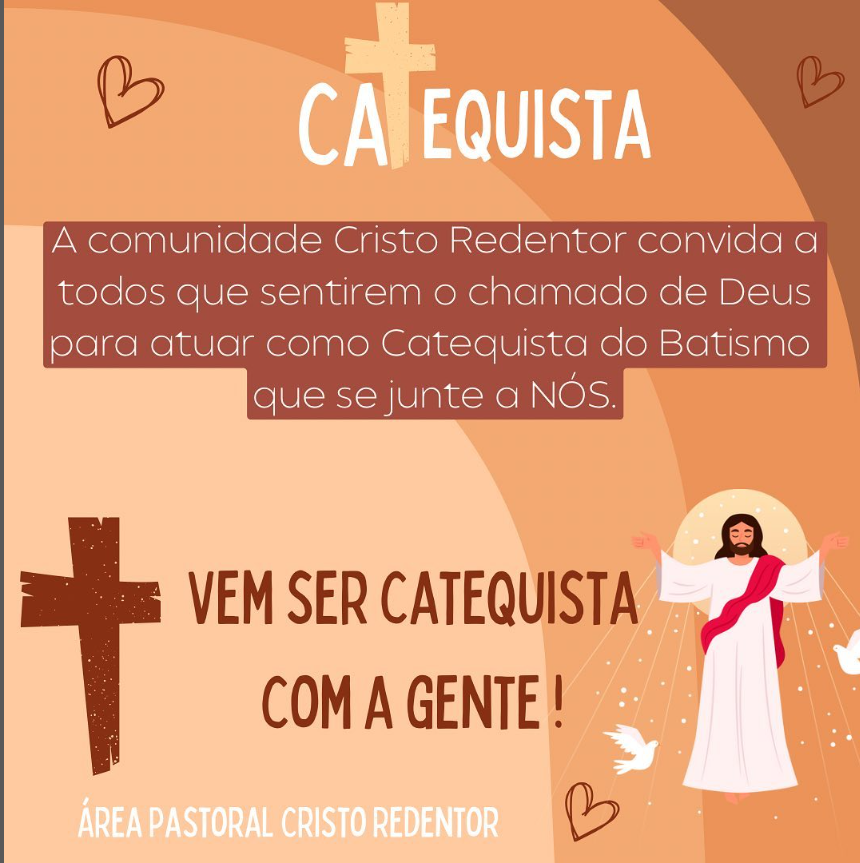 CATEQUISTA
A comunidade Cristo Redentor convida a
todos que sentirem o chamado de Deus
para atuar como Catequista do Batismo
que se junte a NÓS.
VEM SER CATEQUISTA
COM A GENTE !
ÁREA PASTORAL CRISTO REDENTOR